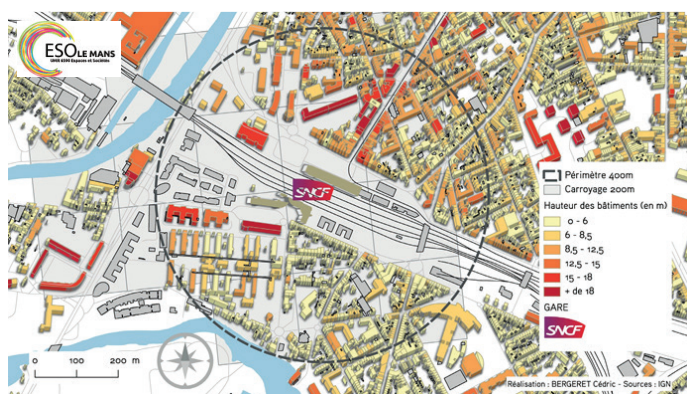 ESO LE MANS
UMR 6590 Espaces et Sociétés
SNCF
Périmètre 400m
Carroyage 200m
Hauteur des bâtiments (en m)
0 - 6
6 - 8,5
8,5 - 12,5
12,5 - 15
15 - 18
+ de 18
GARE
SNCF
0 100 200 m
Réalisation : BERGERET Cédric - Sources : IGN